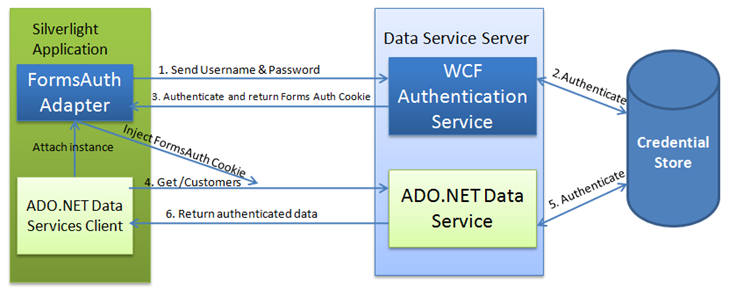 Silverlight
Application
FormsAuth
Adapter
Attach instance
ADO.NET Data
Services Client
1. Send Username & Password
3. Authenticate and return Forms Auth Cookie
Inject FormsAuth Cookie
4. Get /Customers
6. Return authenticated data
Data Service Server
WCF
Authentication
Service
ADO.NET Data
Service
2.Authenticate
5. Authenticate
Credential
Store